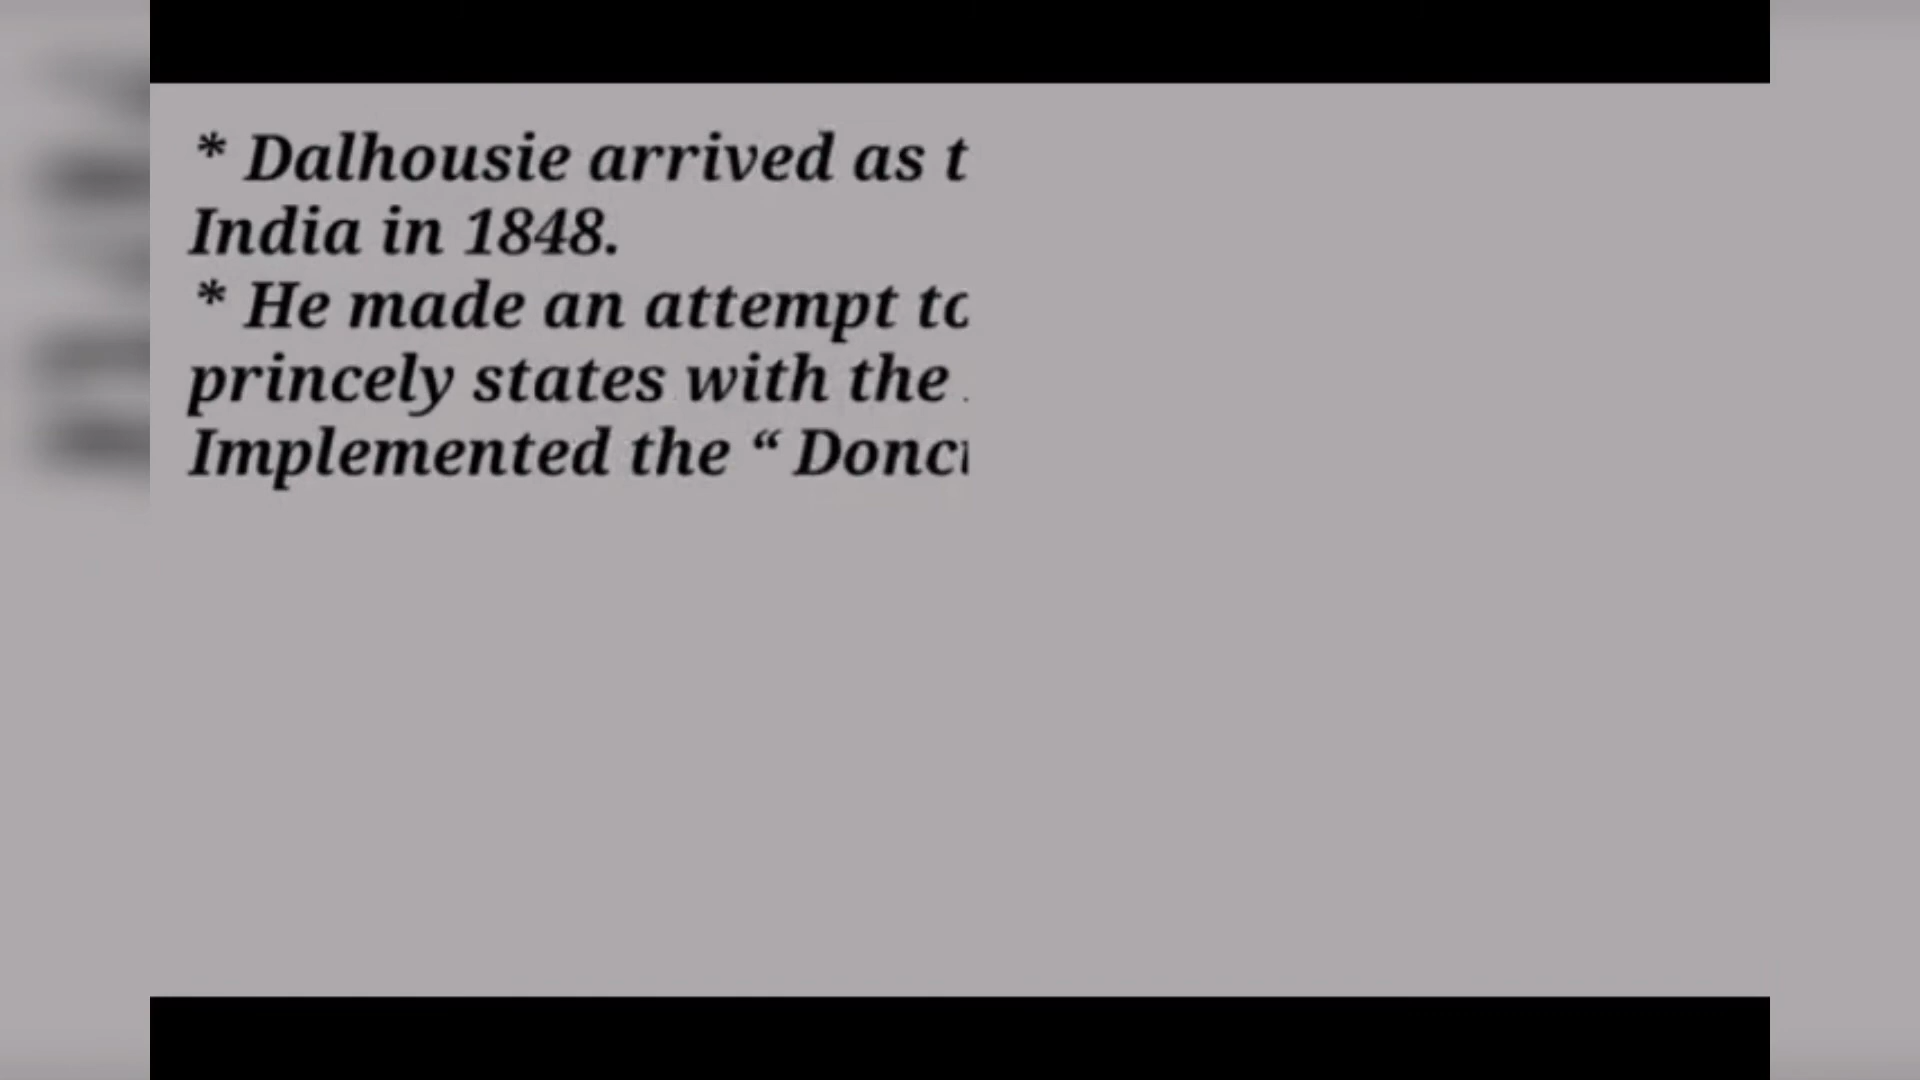 * Dalhousie arrived as t
India in 1848.
* He made an attempt to
princely states with the
Implemented the “ Donc